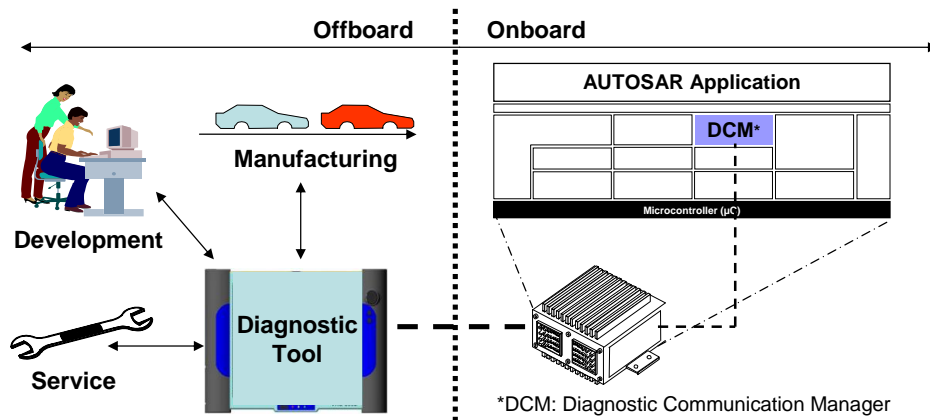 Offboard
Onboard
AUTOSAR Application
DCM*
Manufacturing
Microcontroller (µC)
Development
Diagnostic
Tool
Service
*DCM: Diagnostic Communication Manager